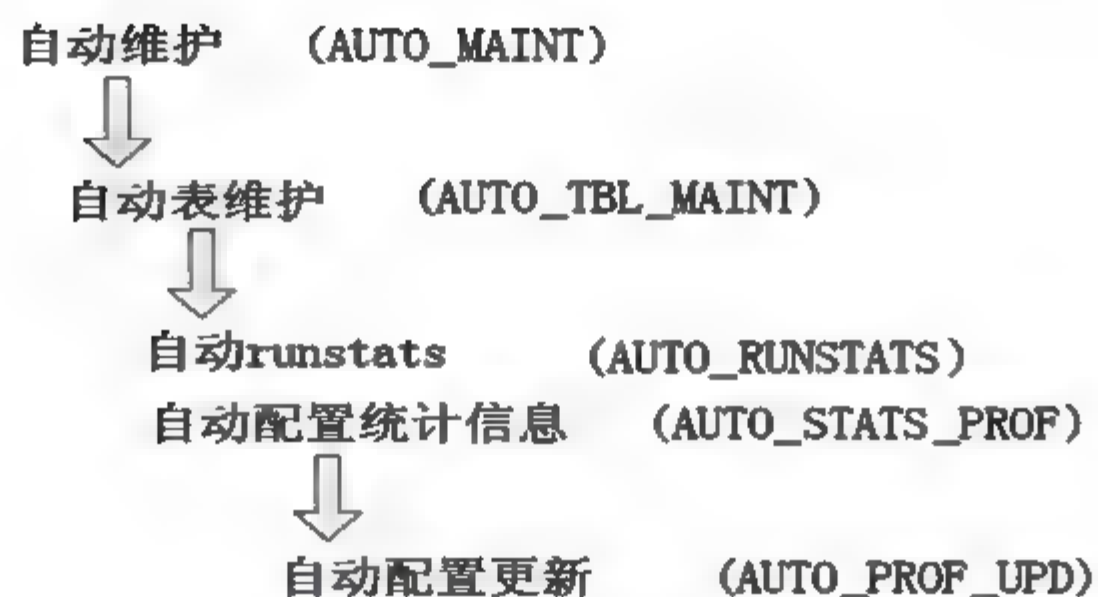 自动维护 (AUTO_MAINT)
自动表维护 (AUTO_TBL_MAINT)
自动runstats (AUTO_RUNSTATS)
自动配置统计信息 (AUTO_STATS_PROF)
自动配置更新 (AUTO_PROF_UPD)